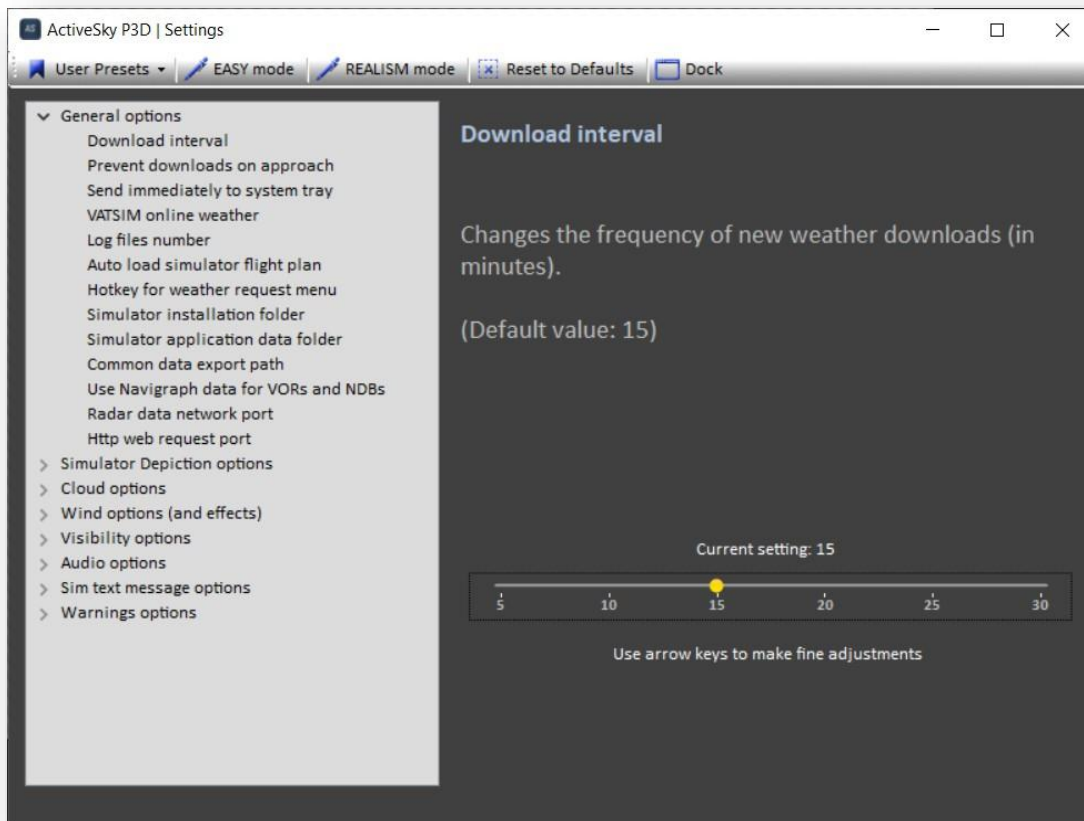 AS ActiveSky P3D | Settings
User Presets EASY mode REALISM mode Reset to Defaults Dock
General options
Download interval
Prevent downloads on approach
Send immediately to system tray
VATSIM online weather
Log files number
Auto load simulator flight plan
Hotkey for weather request menu
Simulator installation folder
Simulator application data folder
Common data export path
Use Navigraph data for VORs and NDBs
Radar data network port
Http web request port
Simulator Depiction options
Cloud options
Wind options (and effects)
Visibility options
Audio options
Sim text message options
Warnings options
Download interval
Changes the frequency of new weather downloads (in
minutes).
(Default value: 15)
Current setting: 15
5 10 15 20 25 30
Use arrow keys to make fine adjustments